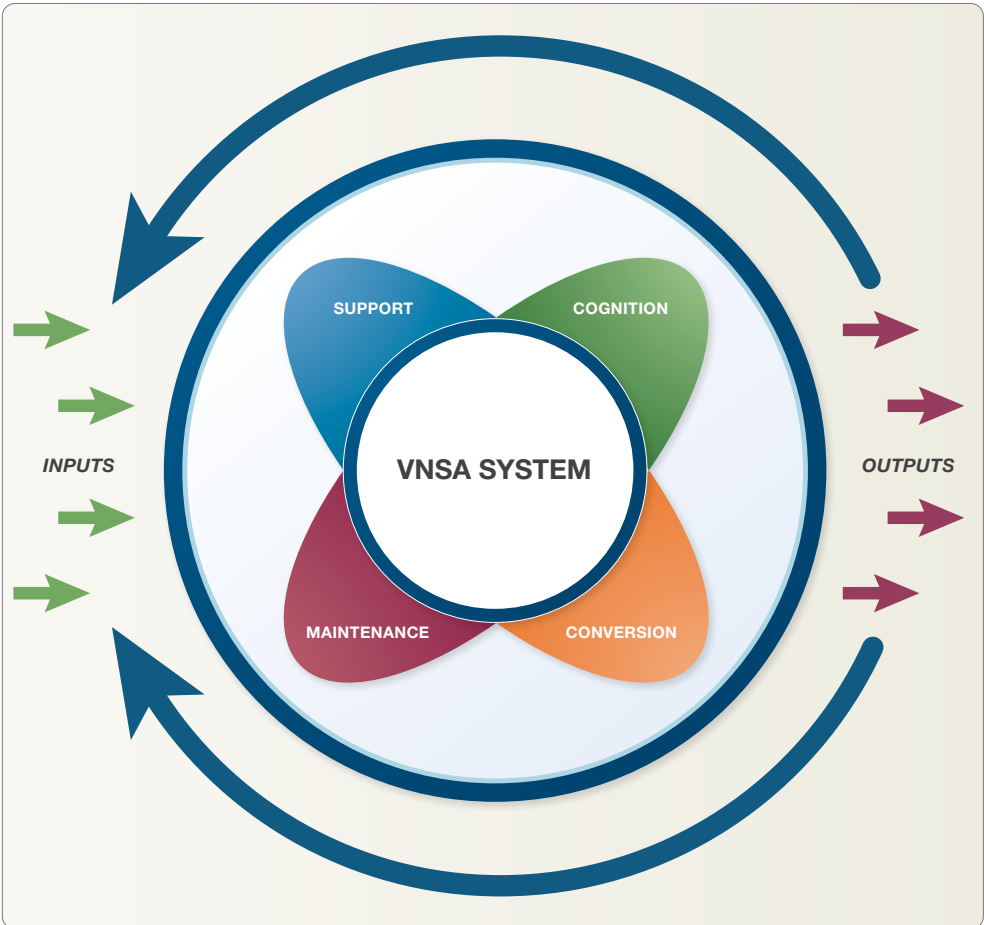 SUPPORT
COGNITION
INPUTS
VNSA SYSTEM
OUTPUTS
MAINTENANCE
CONVERSION